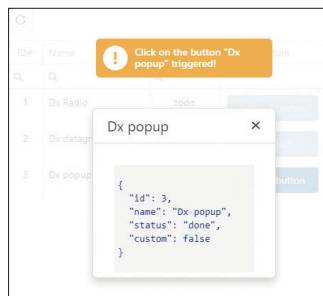 Click on the button "Dx
popup" triggered!
ID#
Name
1
Dx Radio
todo
2
Dx datag
3
Dx popup
button
Dx popup
{
"id": 3,
"name": "Dx popup",
"status": "done",
"custom": false
}